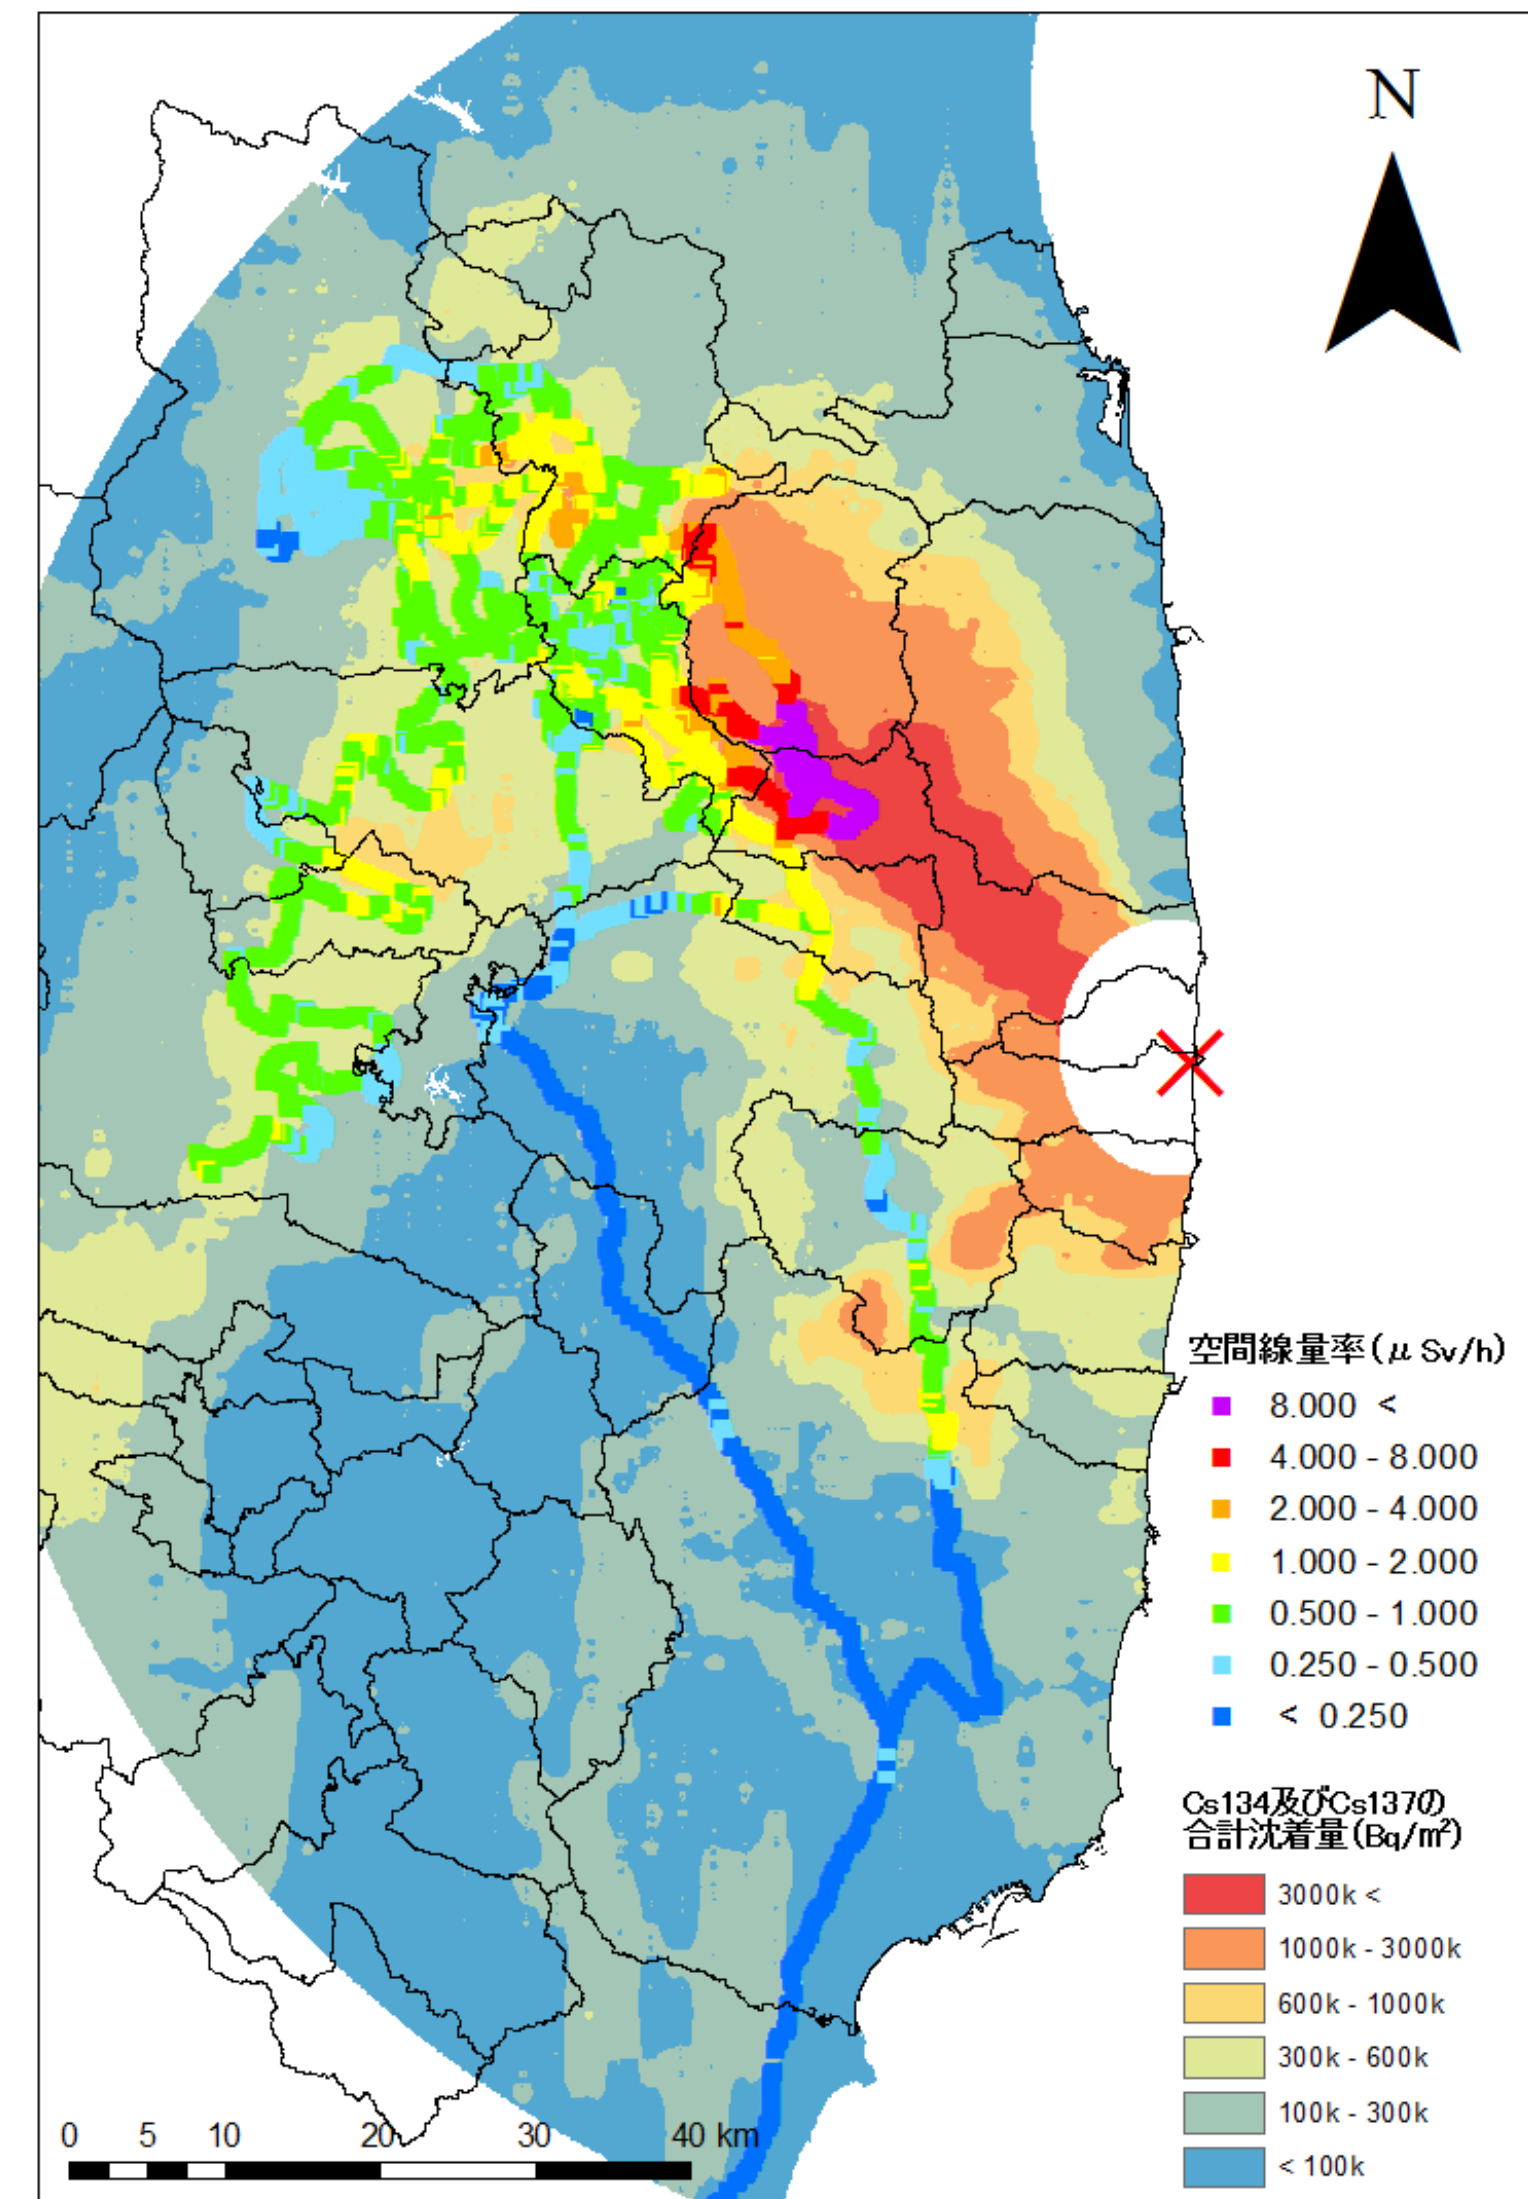 N
空間線量率(μ Sv/h)
8.000 <
4.000 - 8.000
2.000 - 4.000
1.000 - 2.000
0.500 - 1.000
0.250 - 0.500
< 0.250
Cs134及びCs137の
合計沈着量(Bq/㎡)
3000k <
1000k - 3000k
600k - 1000k
300k - 600k
100k - 300k
< 100k
0 5 10 20 30 40 km